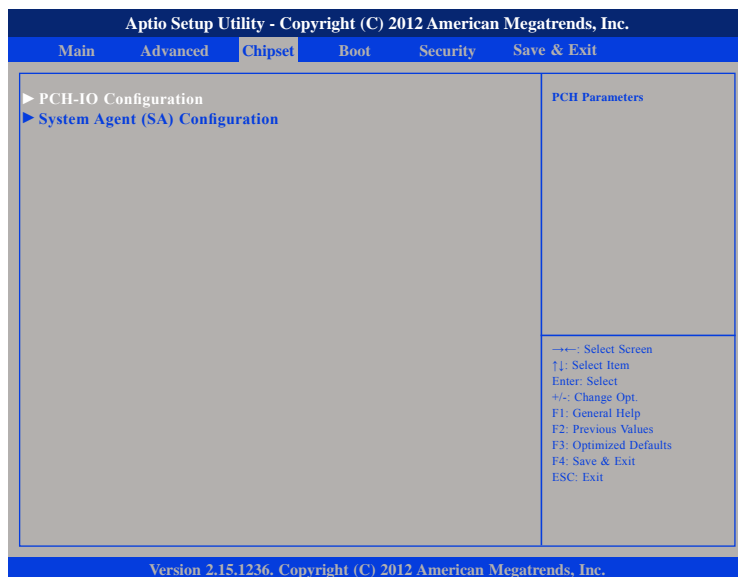 Aptio Setup Utility - Copyright (C) 2012 American Megatrends, Inc.
Main Advanced Chipset Boot Security Save & Exit
▶ PCH-IO Configuration
▶ System Agent (SA) Configuration
PCH Parameters
→←: Select Screen
↑↓: Select Item
Enter: Select
+/-: Change Opt.
F1: General Help
F2: Previous Values
F3: Optimized Defaults
F4: Save & Exit
ESC: Exit
Version 2.15.1236. Copyright (C) 2012 American Megatrends, Inc.